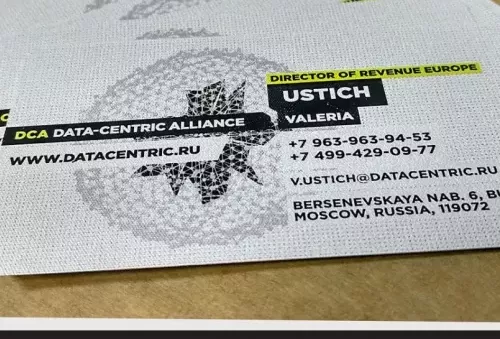 DIRECTOR OF REVENUE EUROPE
USTICH
VALERIA
DCA DATA-CENTRIC ALLIANCE
WWW.DATACENTRIC.RU
+7 963-963-94-53
+7 499-429-09-77
V.USTICH@DATACENTRIC.RU
BERSENEVSKAYA NAB. 6,
MOSCOW, RUSSIA, 119072